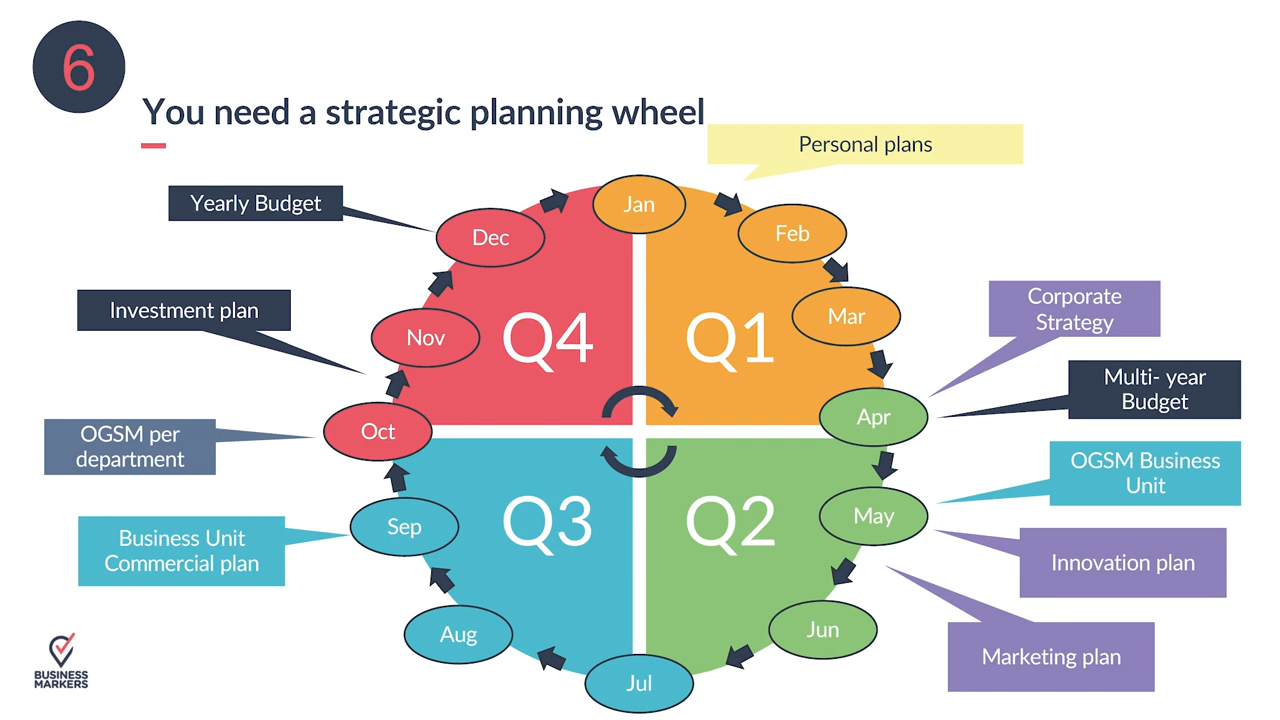 6
You need a strategic planning wheel
Personal plans
Yearly Budget
Jan
Dec
Feb
Corporate
Strategy
Investment plan
Nov
Q4
Q1
Mar
Multi- year
Budget
OGSM per
department
Oct
Apr
OGSM Business
Unit
Business Unit
Commercial plan
Sep
Q3
Q2
May
Innovation plan
Aug
Jun
Marketing plan
Jul
BUSINESS
MARKERS